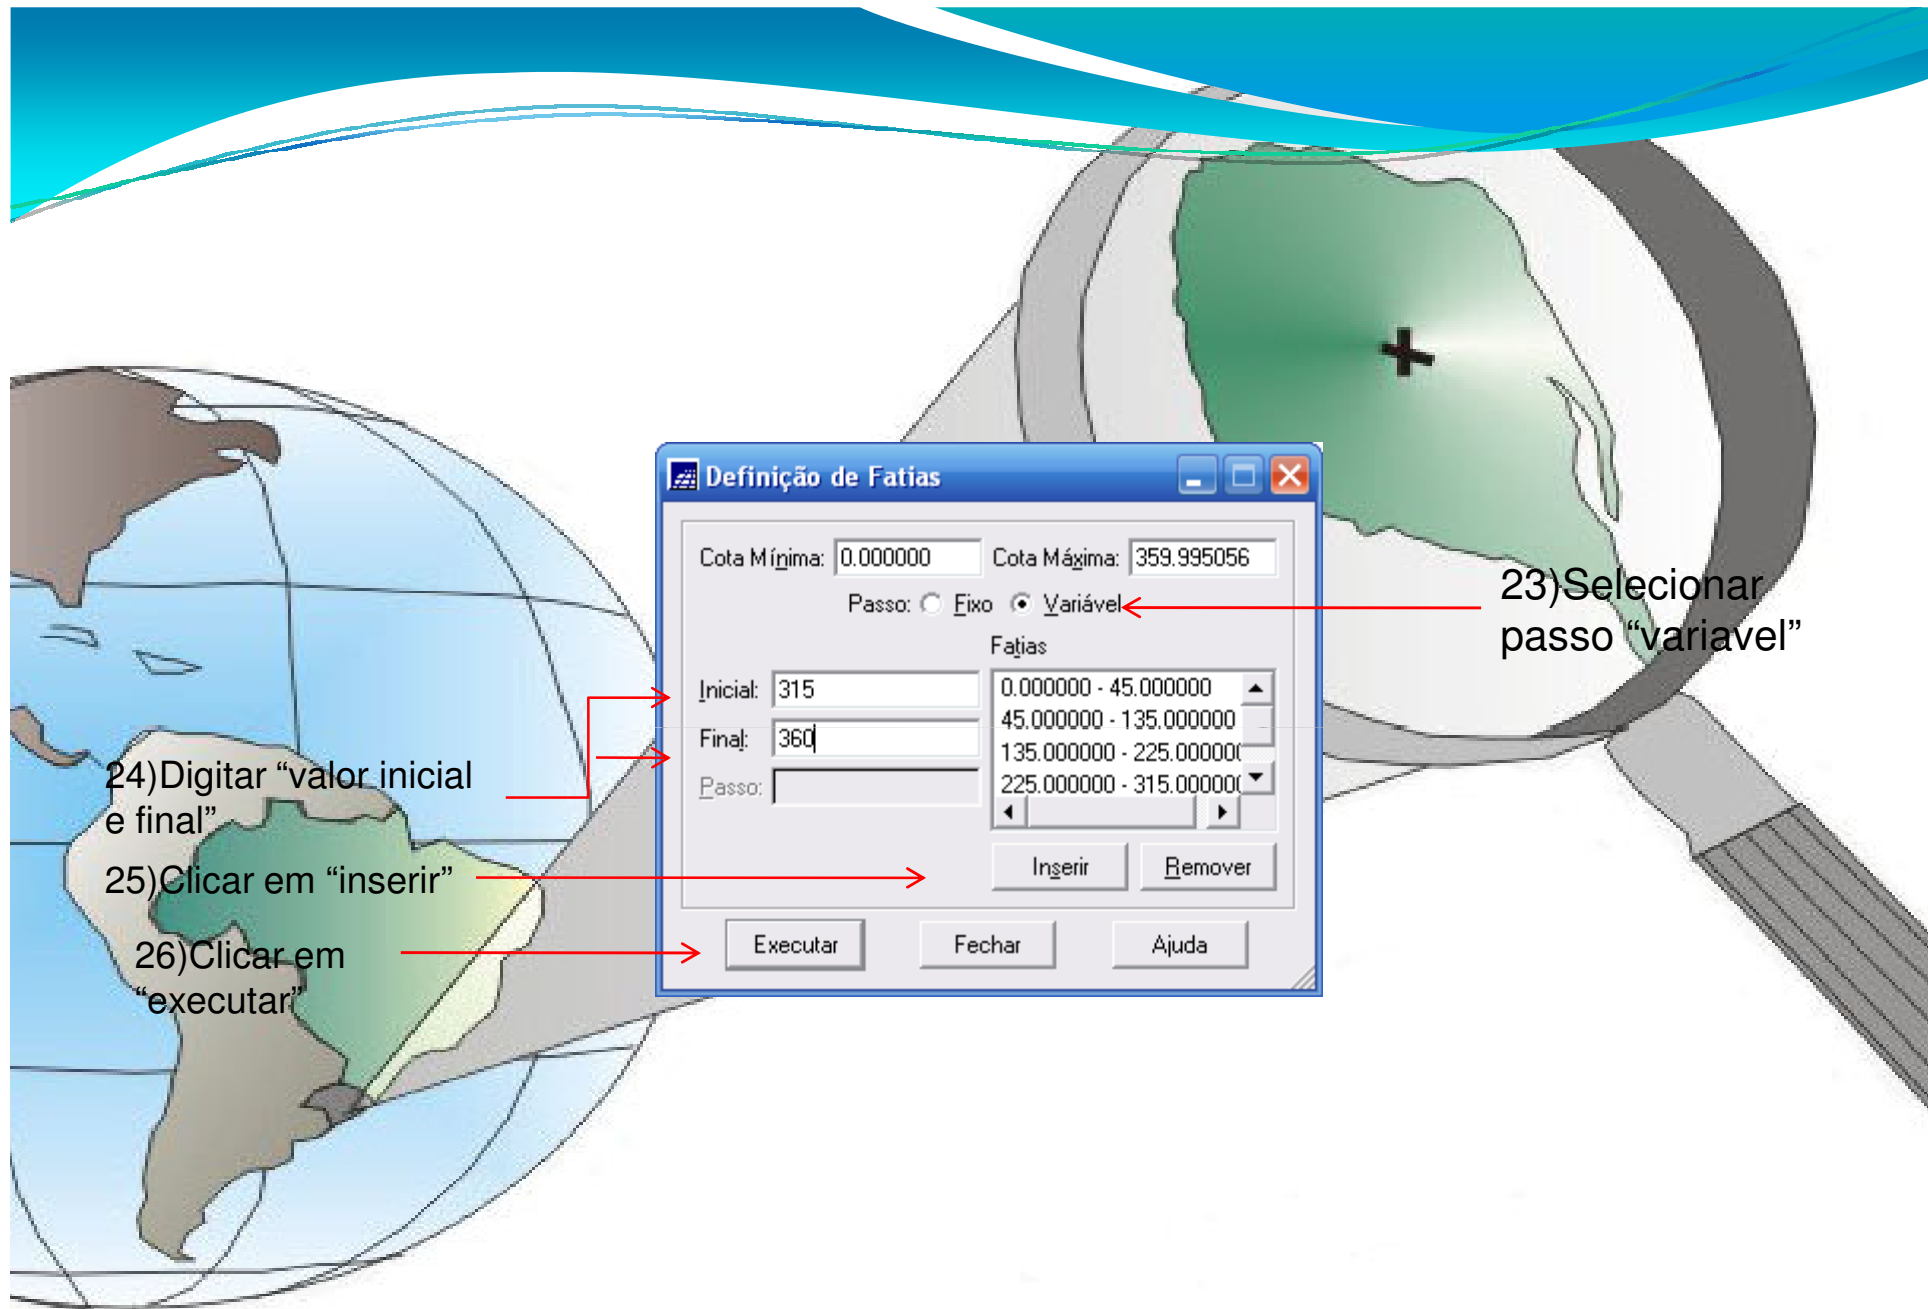 Definição de Fatias
Cota Mínima: 0.000000 Cota Máxima: 359.995056
Passo: Fixo Variável
Fatias
Inicial: 315
Final: 360
Passo:
0.000000 - 45.000000
45.000000 - 135.000000
135.000000 - 225.000000
225.000000 - 315.000000
Inserir Remover
Executar Fechar Ajuda
23)Selecionar
passo “variavel”
24)Digitar “valor inicial
e final”
25)Clicar em “inserir”
26)Clicar em
“executar”